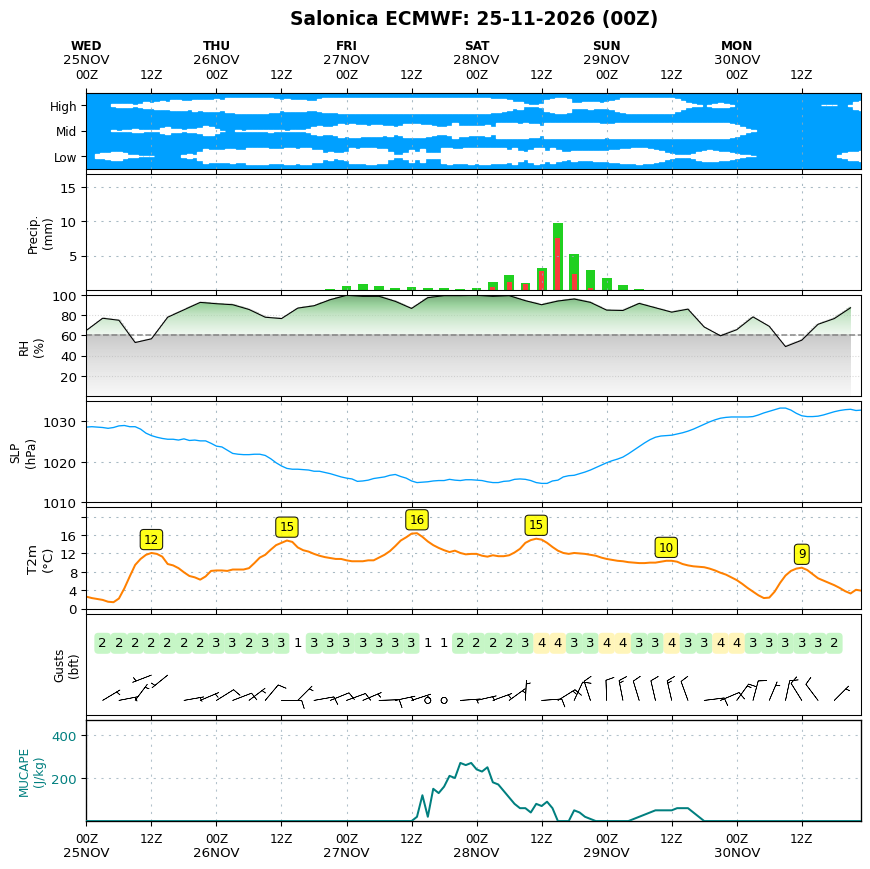 Salonica ECMWF: 25-11-2026 (00Z)
WED THU FRI SAT SUN MON
25NOV 26NOV 27NOV 28NOV 29NOV 30NOV
00Z 12Z 00Z 12Z 00Z 12Z 00Z 12Z 00Z 12Z 00Z 12Z
High
Mid
Low
Precip.
(mm)
15
10
5
RH
(%)
100
80
60
40
20
SLP
(hPa)
1030
1020
1010
T2m
(°C)
16
12
8
4
0
12 15 16 15 10 9
Gusts
(bft)
2 2 2 2 2 2 2 3 3 2 3 3 1 3 3 3 3 3 3 3 1 1 2 2 2 2 3 4 4 3 3 4 4 3 3 4 3 3 4 4 3 3 3 3 3 2
MUCAPE
(J/kg)
400
200
00Z 12Z 00Z 12Z 00Z 12Z 00Z 12Z 00Z 12Z 00Z 12Z
25NOV 26NOV 27NOV 28NOV 29NOV 30NOV